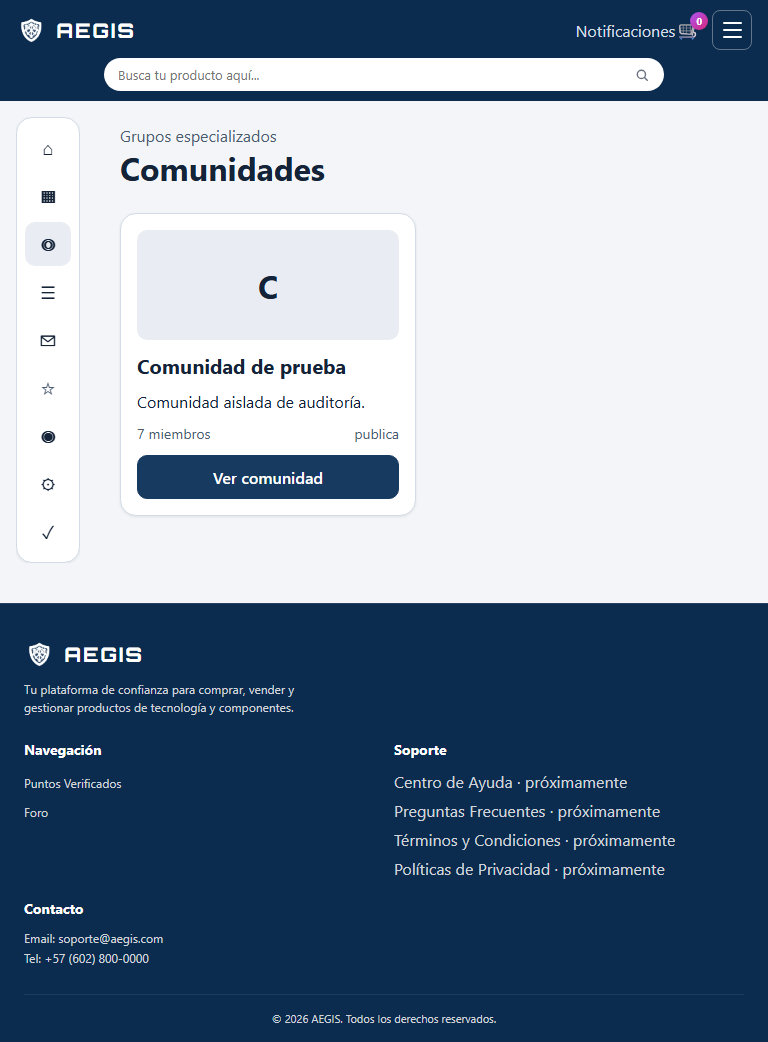 AEGIS
Notificaciones
0
Busca tu producto aquí...
Grupos especializados
Comunidades
C
Comunidad de prueba
Comunidad aislada de auditoría.
7 miembros
publica
Ver comunidad
AEGIS
Tu plataforma de confianza para comprar, vender y
gestionar productos de tecnología y componentes.
Navegación
Puntos Verificados
Foro
Soporte
Centro de Ayuda · próximamente
Preguntas Frecuentes · próximamente
Términos y Condiciones · próximamente
Políticas de Privacidad · próximamente
Contacto
Email: soporte@aegis.com
Tel: +57 (602) 800-0000
© 2026 AEGIS. Todos los derechos reservados.